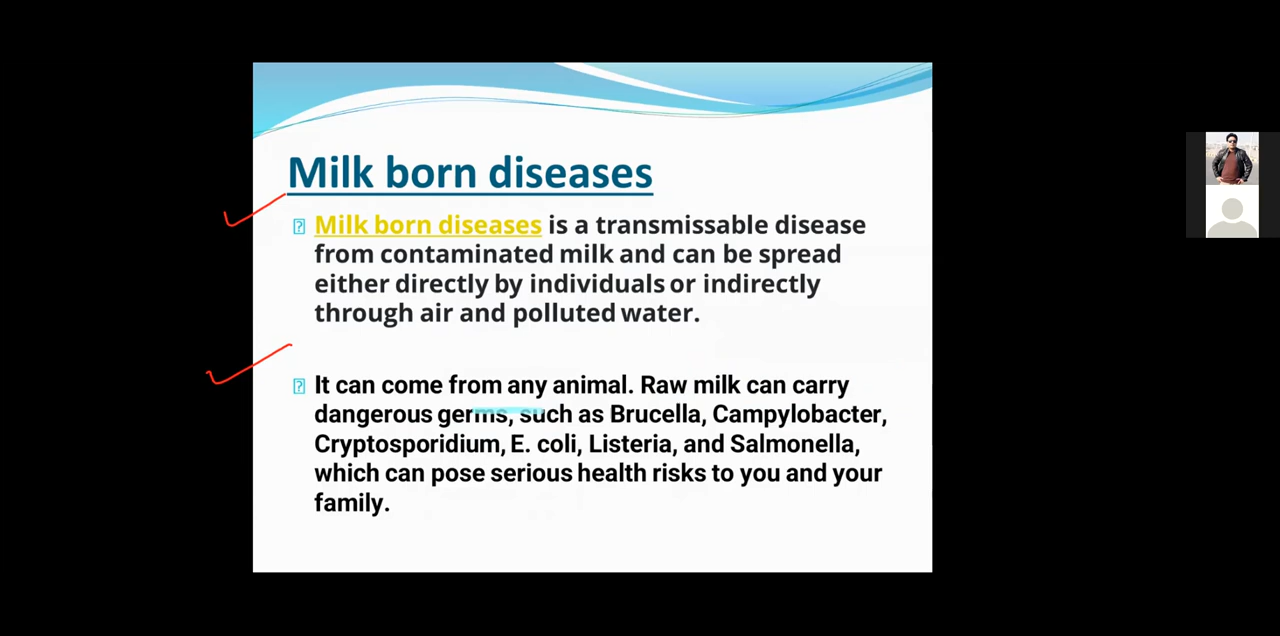 Milk born diseases
Milk born diseases is a transmissable disease
from contaminated milk and can be spread
either directly by individuals or indirectly
through air and polluted water.
It can come from any animal. Raw milk can carry
dangerous germs, such as Brucella, Campylobacter,
Cryptosporidium, E. coli, Listeria, and Salmonella,
which can pose serious health risks to you and your
family.